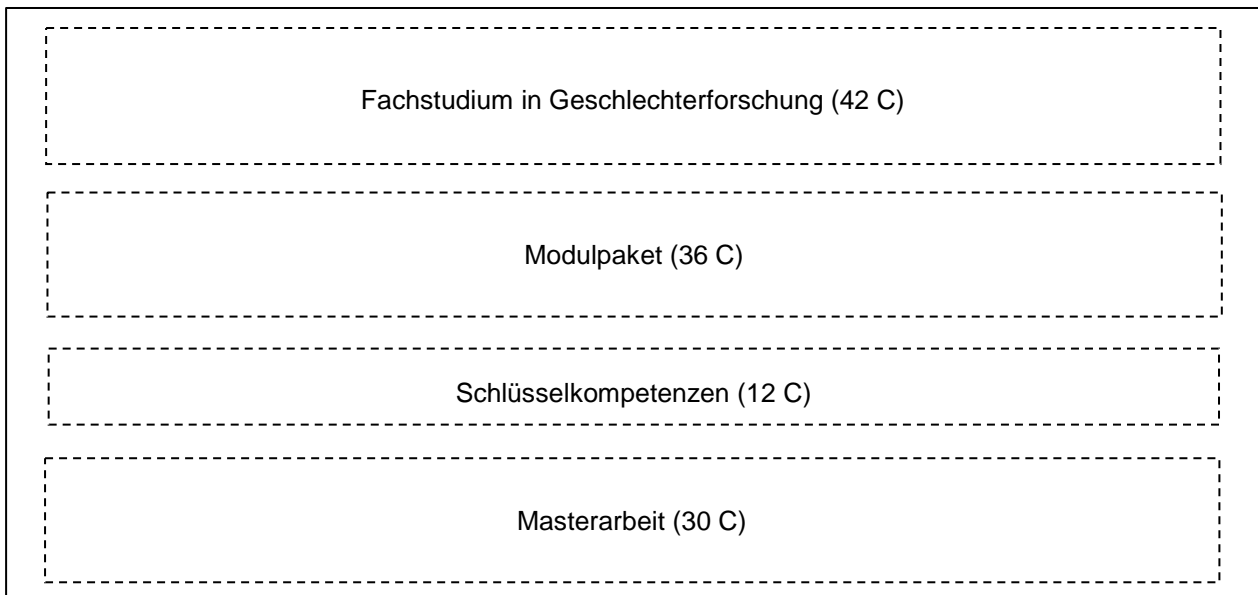 Fachstudium in Geschlechterforschung (42 C)
Modulpaket (36 C)
Schlüsselkompetenzen (12 C)
Masterarbeit (30 C)